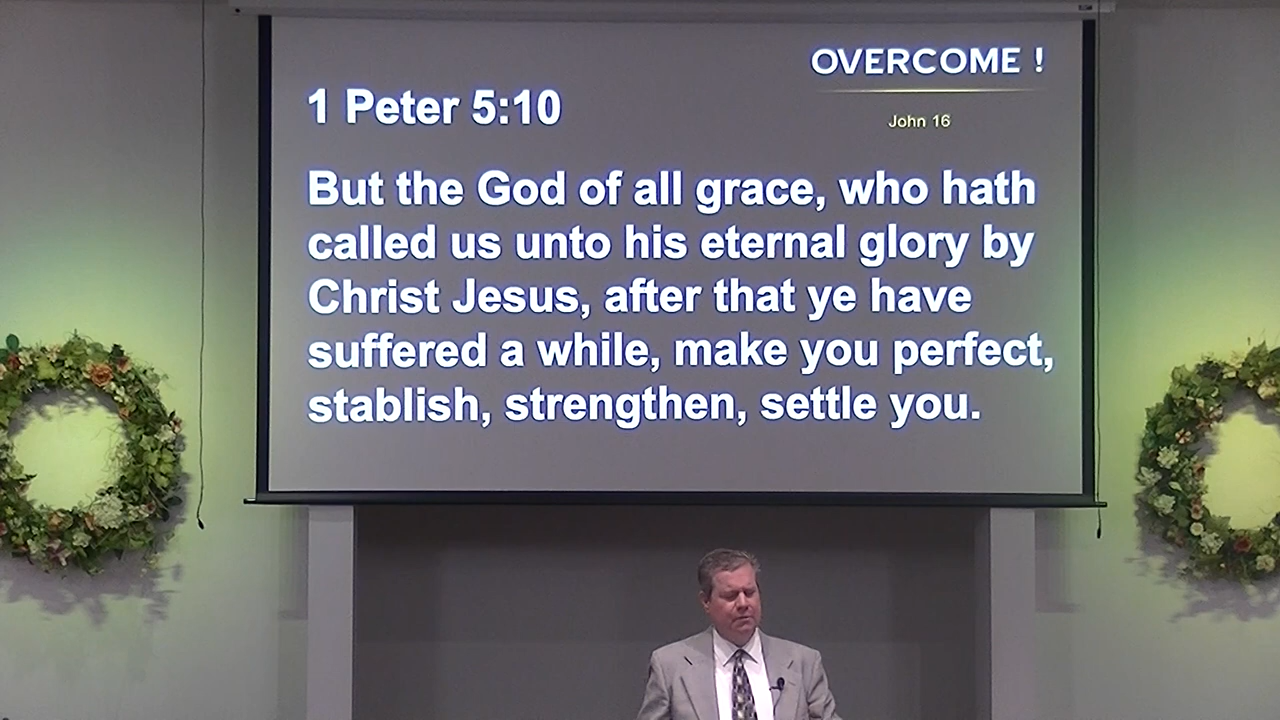 OVERCOME !
1 Peter 5:10
John 16
But the God of all grace, who hath
called us unto his eternal glory by
Christ Jesus, after that ye have
suffered a while, make you perfect,
stablish, strengthen, settle you.